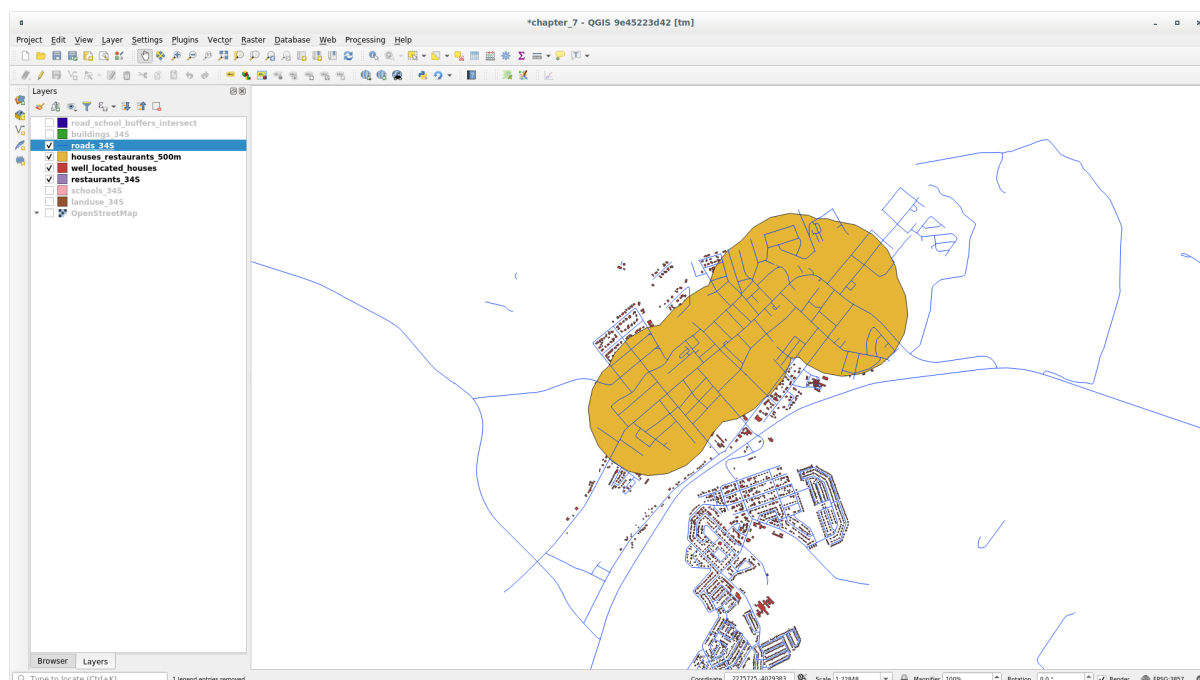 *chapter_7 - QGIS 9e45223d42 [tm]
Project Edit View Layer Settings Plugins Vector Raster Database Web Processing Help
Layers
road_school_buffers_intersect
buildings_34S
roads_34S
houses_restaurants_500m
well_located_houses
restaurants_34S
schools_34S
landuse_34S
OpenStreetMap
Browser Layers
Type to locate (Ctrl+K) 1 legend entries removed Coordinate 2275725,-4029383 Scale 1:22848 Magnifier 100% Rotation 0.0 ° Render EPSG:3857